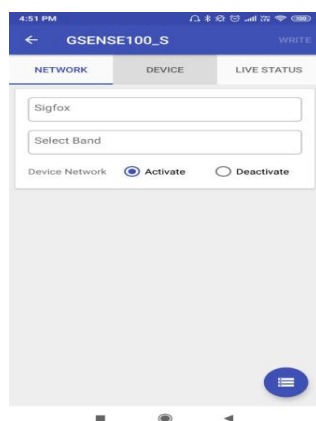 4:51 PM
GSENSE100_S
WRITE
NETWORK DEVICE LIVE STATUS
Sigfox
Select Band
Device Network Activate Deactivate